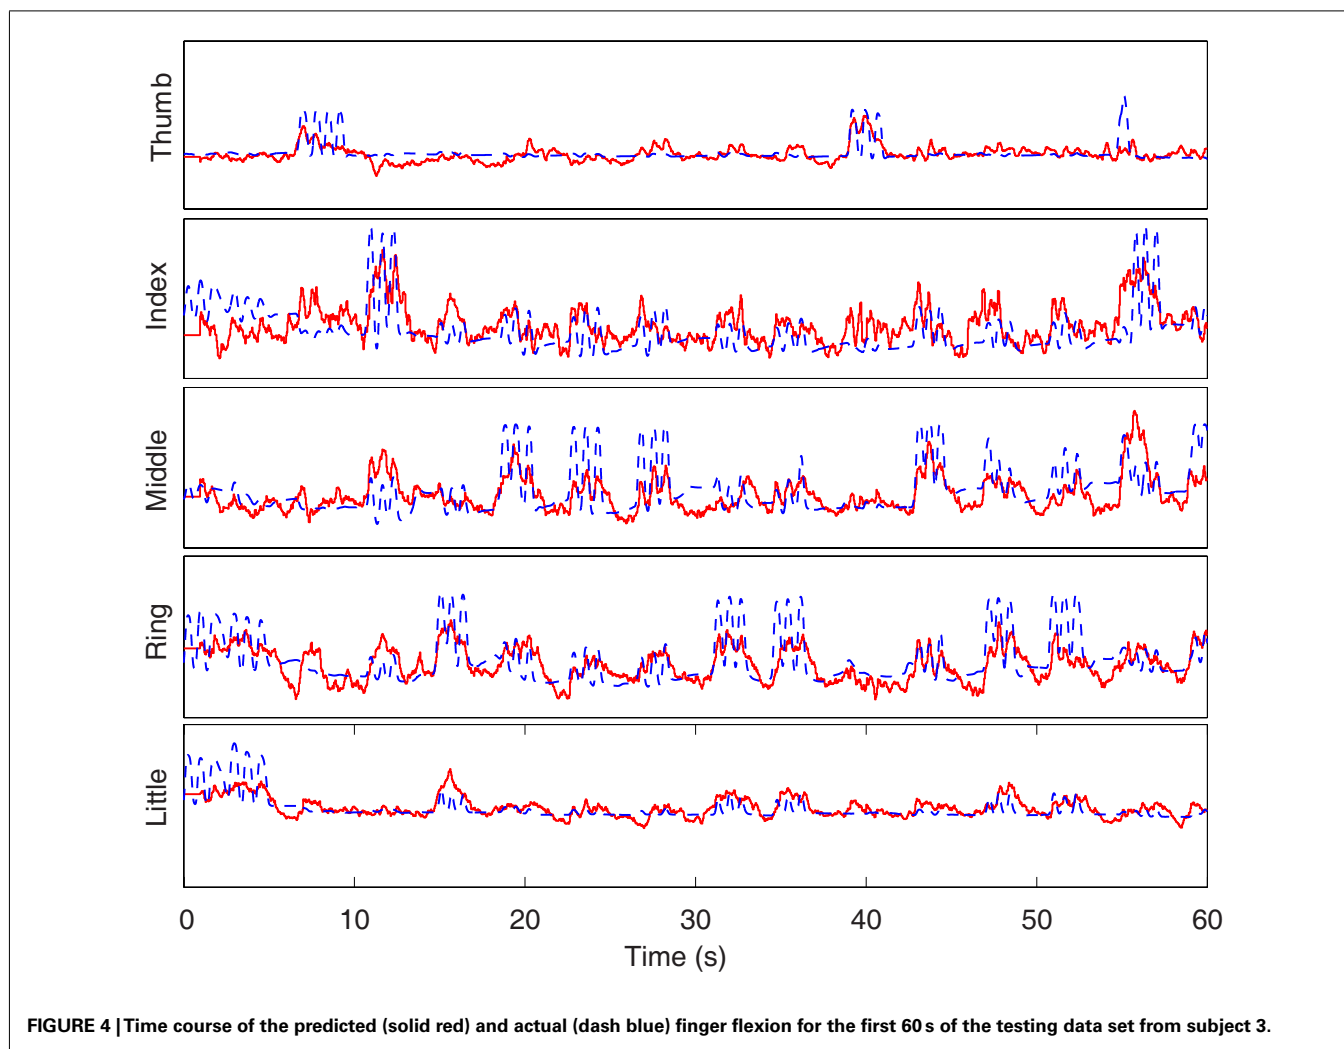 Thumb
Index
Middle
Ring
Little
0 10 20 30 40 50 60
Time (s)
FIGURE 4 | Time course of the predicted (solid red) and actual (dash blue) finger flexion for the first 60 s of the testing data set from subject 3.